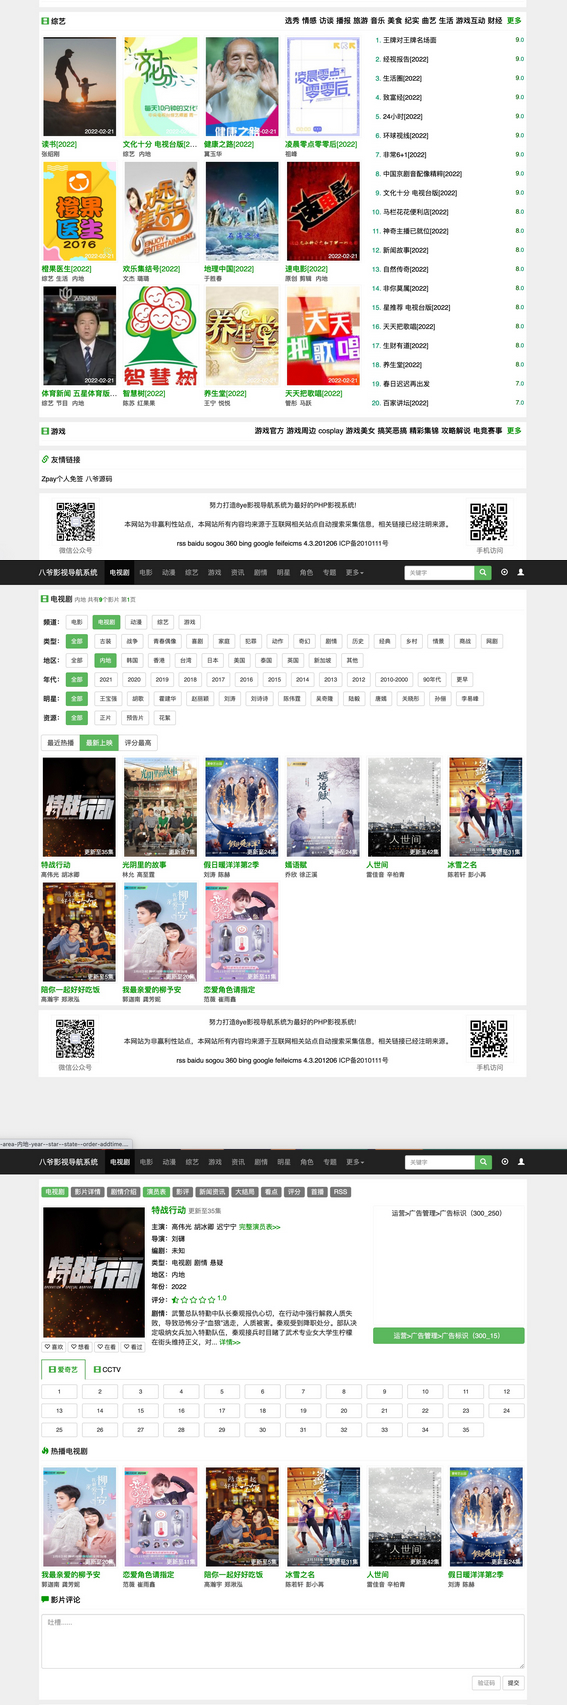 综艺 选秀 情感 访谈 播报 旅游 音乐 美食 纪实 曲艺 生活 游戏互动 财经 更多
2022-02-21
读书[2022]
张绍刚
文化十分 电视台版[2...
综艺 内地
健康之路
2022-02-21
健康之路[2022]
冀玉华
凌晨零点零零后
凌晨零点零零后[2022]
祖峰
橙果医生
2016
橙果医生[2022]
综艺 生活 内地
欢乐集结号[2022]
文杰 璐璐
地理中国[2022]
于胜春
速电影
2022-02-21
速电影[2022]
原创 剪辑 内地
2022-02-21
体育新闻 五星体育版...
综艺 节目 内地
智慧树
智慧树[2022]
陈苏 红果果
养生堂
2022-02-21
养生堂[2022]
王宁 悦悦
天天把歌唱
2022-02-21
天天把歌唱[2022]
管彤 马跃
1. 王牌对王牌名场面 9.0
2. 经视报告[2022] 9.0
3. 生活圈[2022] 9.0
4. 致富经[2022] 9.0
5. 24小时[2022] 9.0
6. 环球视线[2022] 9.0
7. 非常6+1[2022] 9.0
8. 中国京剧音配像精粹[2022] 9.0
9. 文化十分 电视台版[2022] 9.0
10. 马栏花花便利店[2022] 8.0
11. 神奇主播已就位[2022] 8.0
12. 新闻故事[2022] 8.0
13. 自然传奇[2022] 8.0
14. 非你莫属[2022] 8.0
15. 星推荐 电视台版[2022] 8.0
16. 天天把歌唱[2022] 8.0
17. 生财有道[2022] 8.0
18. 养生堂[2022] 8.0
19. 春日迟迟再出发 7.0
20. 百家讲坛[2022] 7.0
游戏 游戏官方 游戏周边 cosplay 游戏美女 搞笑恶搞 精彩集锦 攻略解说 电竞赛事 更多
友情链接
Zpay个人免签 八爷源码
努力打造8ye影视导航系统为最好的PHP影视系统!
本网站为非赢利性站点，本网站所有内容均来源于互联网相关站点自动搜索采集信息，相关链接已经注明来源。
rss baidu sogou 360 bing google feifeicms 4.3.201206 ICP备2010111号
微信公众号
手机访问
八爷影视导航系统 电视剧 电影 动漫 综艺 游戏 资讯 剧情 明星 角色 专题 更多 关键字
电视剧 内地 共有9个影片 第1页
频道: 电影 电视剧 动漫 综艺 游戏
类型: 全部 古装 战争 青春偶像 喜剧 家庭 犯罪 动作 奇幻 剧情 历史 经典 乡村 情景 商战 网剧
地区: 全部 内地 韩国 香港 台湾 日本 美国 泰国 英国 新加坡 其他
年代: 全部 2021 2020 2019 2018 2017 2016 2015 2014 2013 2012 2010-2000 90年代 更早
明星: 全部 王宝强 胡歌 霍建华 赵丽颖 刘涛 刘诗诗 陈伟霆 吴奇隆 陆毅 唐嫣 关晓彤 孙俪 李易峰
资源: 全部 正片 预告片 花絮
最近热播 最新上映 评分最高
特战行动
更新至35集
特战行动
高伟光 胡冰卿
更新至7集
光阴里的故事
林允 高至霆
更新至24集
假日暖洋洋第2季
刘涛 陈赫
更新至24集
嫣语赋
乔欣 徐正溪
人世间
更新至42集
人世间
雷佳音 辛柏青
更新至31集
冰雪之名
陈若轩 彭小苒
更新至5集
陪你一起好好吃饭
高瀚宇 郑湫泓
更新至20集
我最亲爱的柳予安
郭迦南 龚芳妮
更新至11集
恋爱角色请指定
范薇 崔雨鑫
努力打造8ye影视导航系统为最好的PHP影视系统!
本网站为非赢利性站点，本网站所有内容均来源于互联网相关站点自动搜索采集信息，相关链接已经注明来源。
rss baidu sogou 360 bing google feifeicms 4.3.201206 ICP备2010111号
微信公众号
手机访问
-area-内地-year--star--state--order-addtime....
八爷影视导航系统 电视剧 电影 动漫 综艺 游戏 资讯 剧情 明星 角色 专题 更多 关键字
电视剧 影片详情 剧情介绍 演员表 影评 新闻资讯 大结局 看点 评分 首播 RSS
特战行动
特战行动 更新至35集
主演: 高伟光 胡冰卿 迟宁宁 完整演员表>>
编剧: 未知
类型: 电视剧 剧情 悬疑
地区: 内地
年份: 2022
评分: 1.0
剧情: 武警总队特勤中队长秦观报仇心切，在行动中强行解救人质失
败，导致恐怖分子“血狼”逃走，人质被害。秦观受到降职处分。部队决
定吸纳女兵加入特勤队伍，秦观接兵时目睹了武术专业女大学生柠檬
在街头维持正义，对... 详情>>
喜欢 想看 在看 看过
运营>广告管理>广告标识（300_250）
运营>广告管理>广告标识（300_15）
爱奇艺 CCTV
1 2 3 4 5 6 7 8 9 10 11 12
13 14 15 16 17 18 19 20 21 22 23 24
25 26 27 28 29 30 31 32 33 34 35
热播电视剧
更新至20集
我最亲爱的柳予安
郭迦南 龚芳妮
更新至11集
恋爱角色请指定
范薇 崔雨鑫
更新至5集
陪你一起好好吃饭
高瀚宇 郑湫泓
更新至31集
冰雪之名
陈若轩 彭小苒
人世间
更新至42集
人世间
雷佳音 辛柏青
更新至24集
假日暖洋洋第2季
刘涛 陈赫
影片评论
吐槽......
验证码 提交